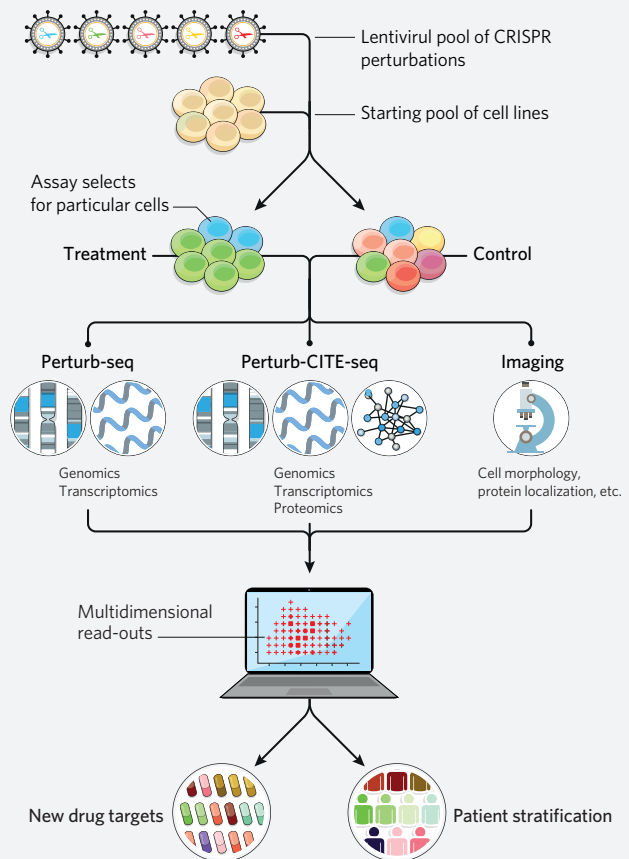 Lentivirul pool of CRISPR
perturbations
Starting pool of cell lines
Assay selects
for particular cells
Treatment
Control
Perturb-seq
Perturb-CITE-seq
Imaging
Genomics
Transcriptomics
Genomics
Transcriptomics
Proteomics
Cell morphology,
protein localization, etc.
Multidimensional
read-outs
New drug targets
Patient stratification